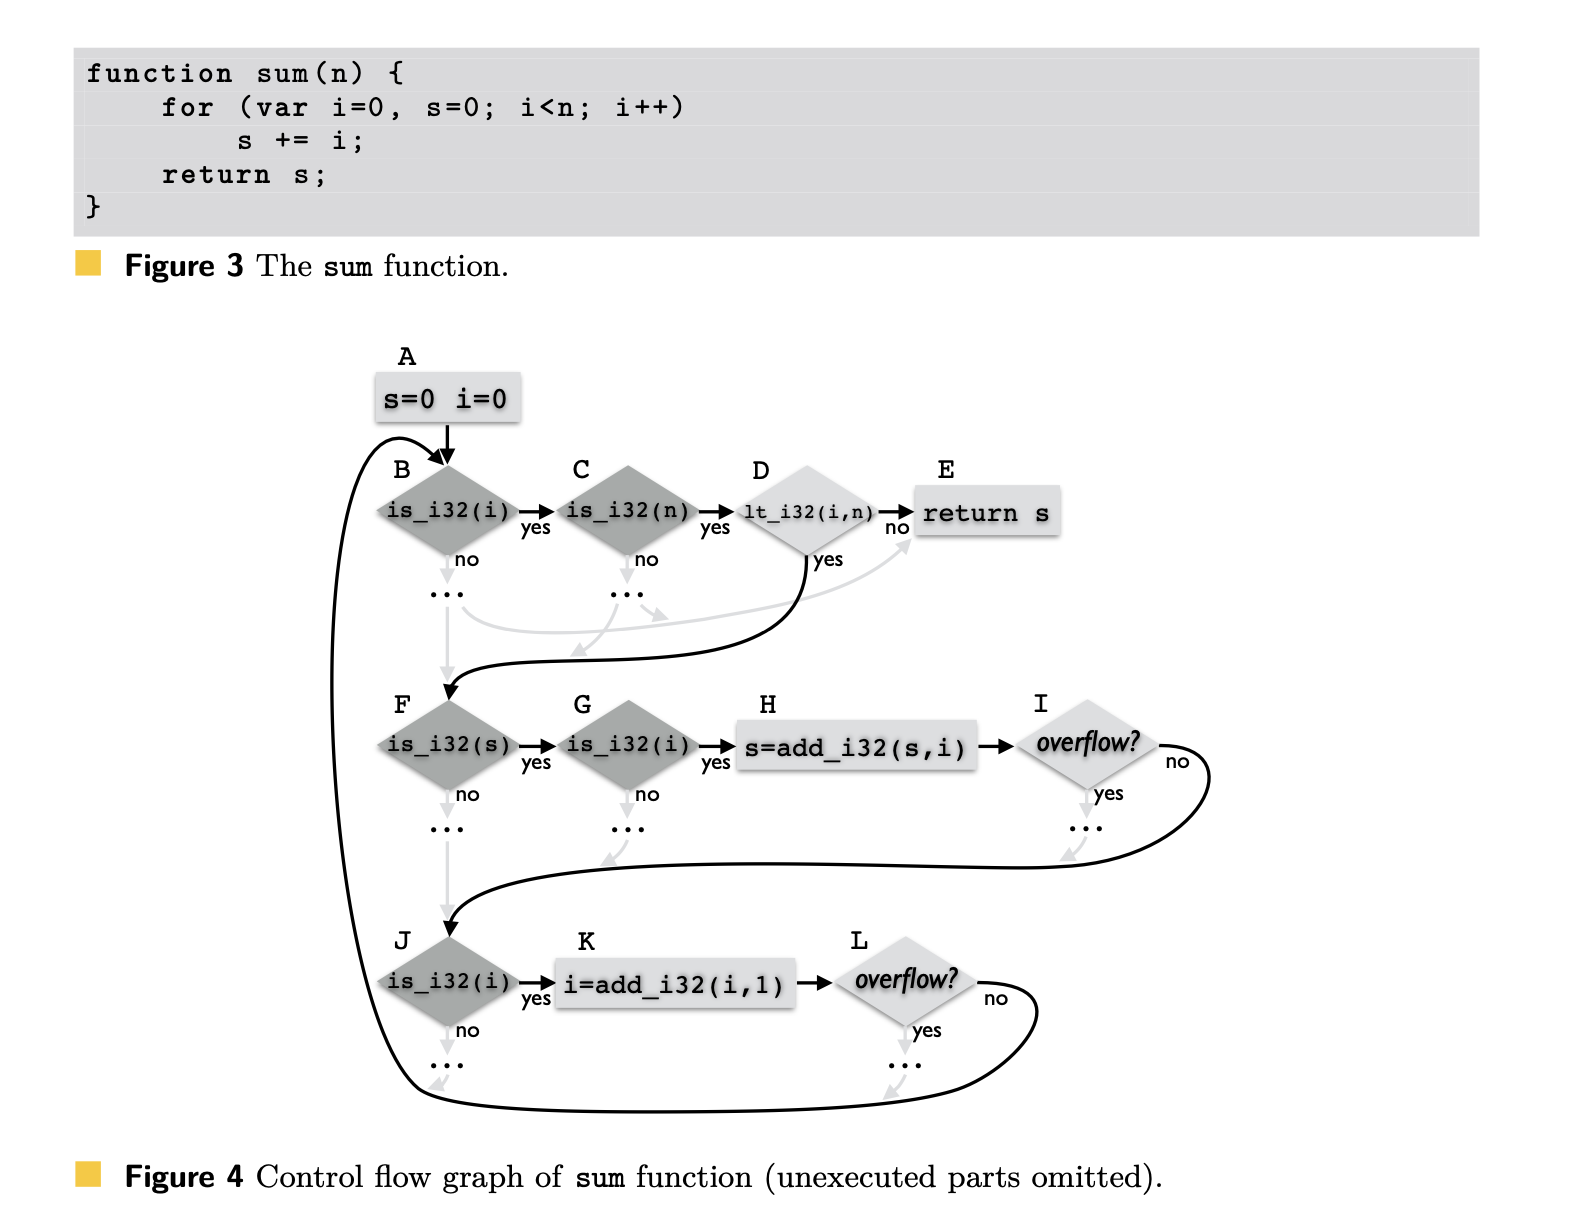 function sum(n) {
    for (var i=0, s=0; i<n; i++)
        s += i;
    return s;
}
Figure 3 The sum function.
A
s=0 i=0
B C D E
is_i32(i) yes is_i32(n) yes lt_i32(i,n) no return s
no no yes
... ...
F G H I
is_i32(s) yes is_i32(i) yes s=add_i32(s,i) overflow? no
no no yes
... ... ...
J K L
is_i32(i) yes i=add_i32(i,1) overflow? no
no yes
... ...
Figure 4 Control flow graph of sum function (unexecuted parts omitted).